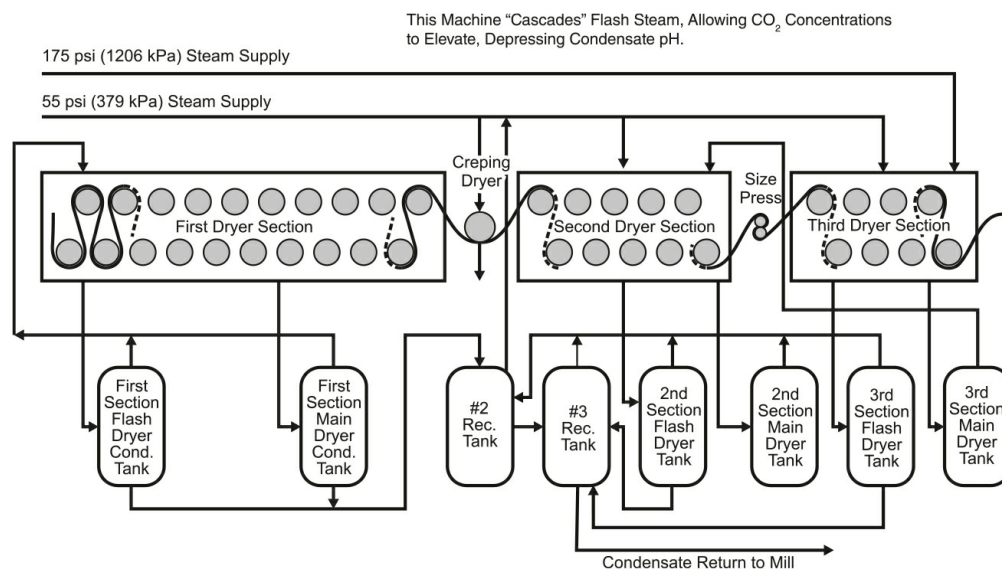 This Machine “Cascades” Flash Steam, Allowing CO₂ Concentrations
to Elevate, Depressing Condensate pH.
175 psi (1206 kPa) Steam Supply
55 psi (379 kPa) Steam Supply
Creping
Dryer
Size
Press
First Dryer Section
Second Dryer Section
Third Dryer Section
First
Section
Flash
Dryer
Cond.
Tank
First
Section
Main
Dryer
Cond.
Tank
#2
Rec.
Tank
#3
Rec.
Tank
2nd
Section
Flash
Dryer
Tank
2nd
Section
Main
Dryer
Tank
3rd
Section
Flash
Dryer
Tank
3rd
Section
Main
Dryer
Tank
Condensate Return to Mill